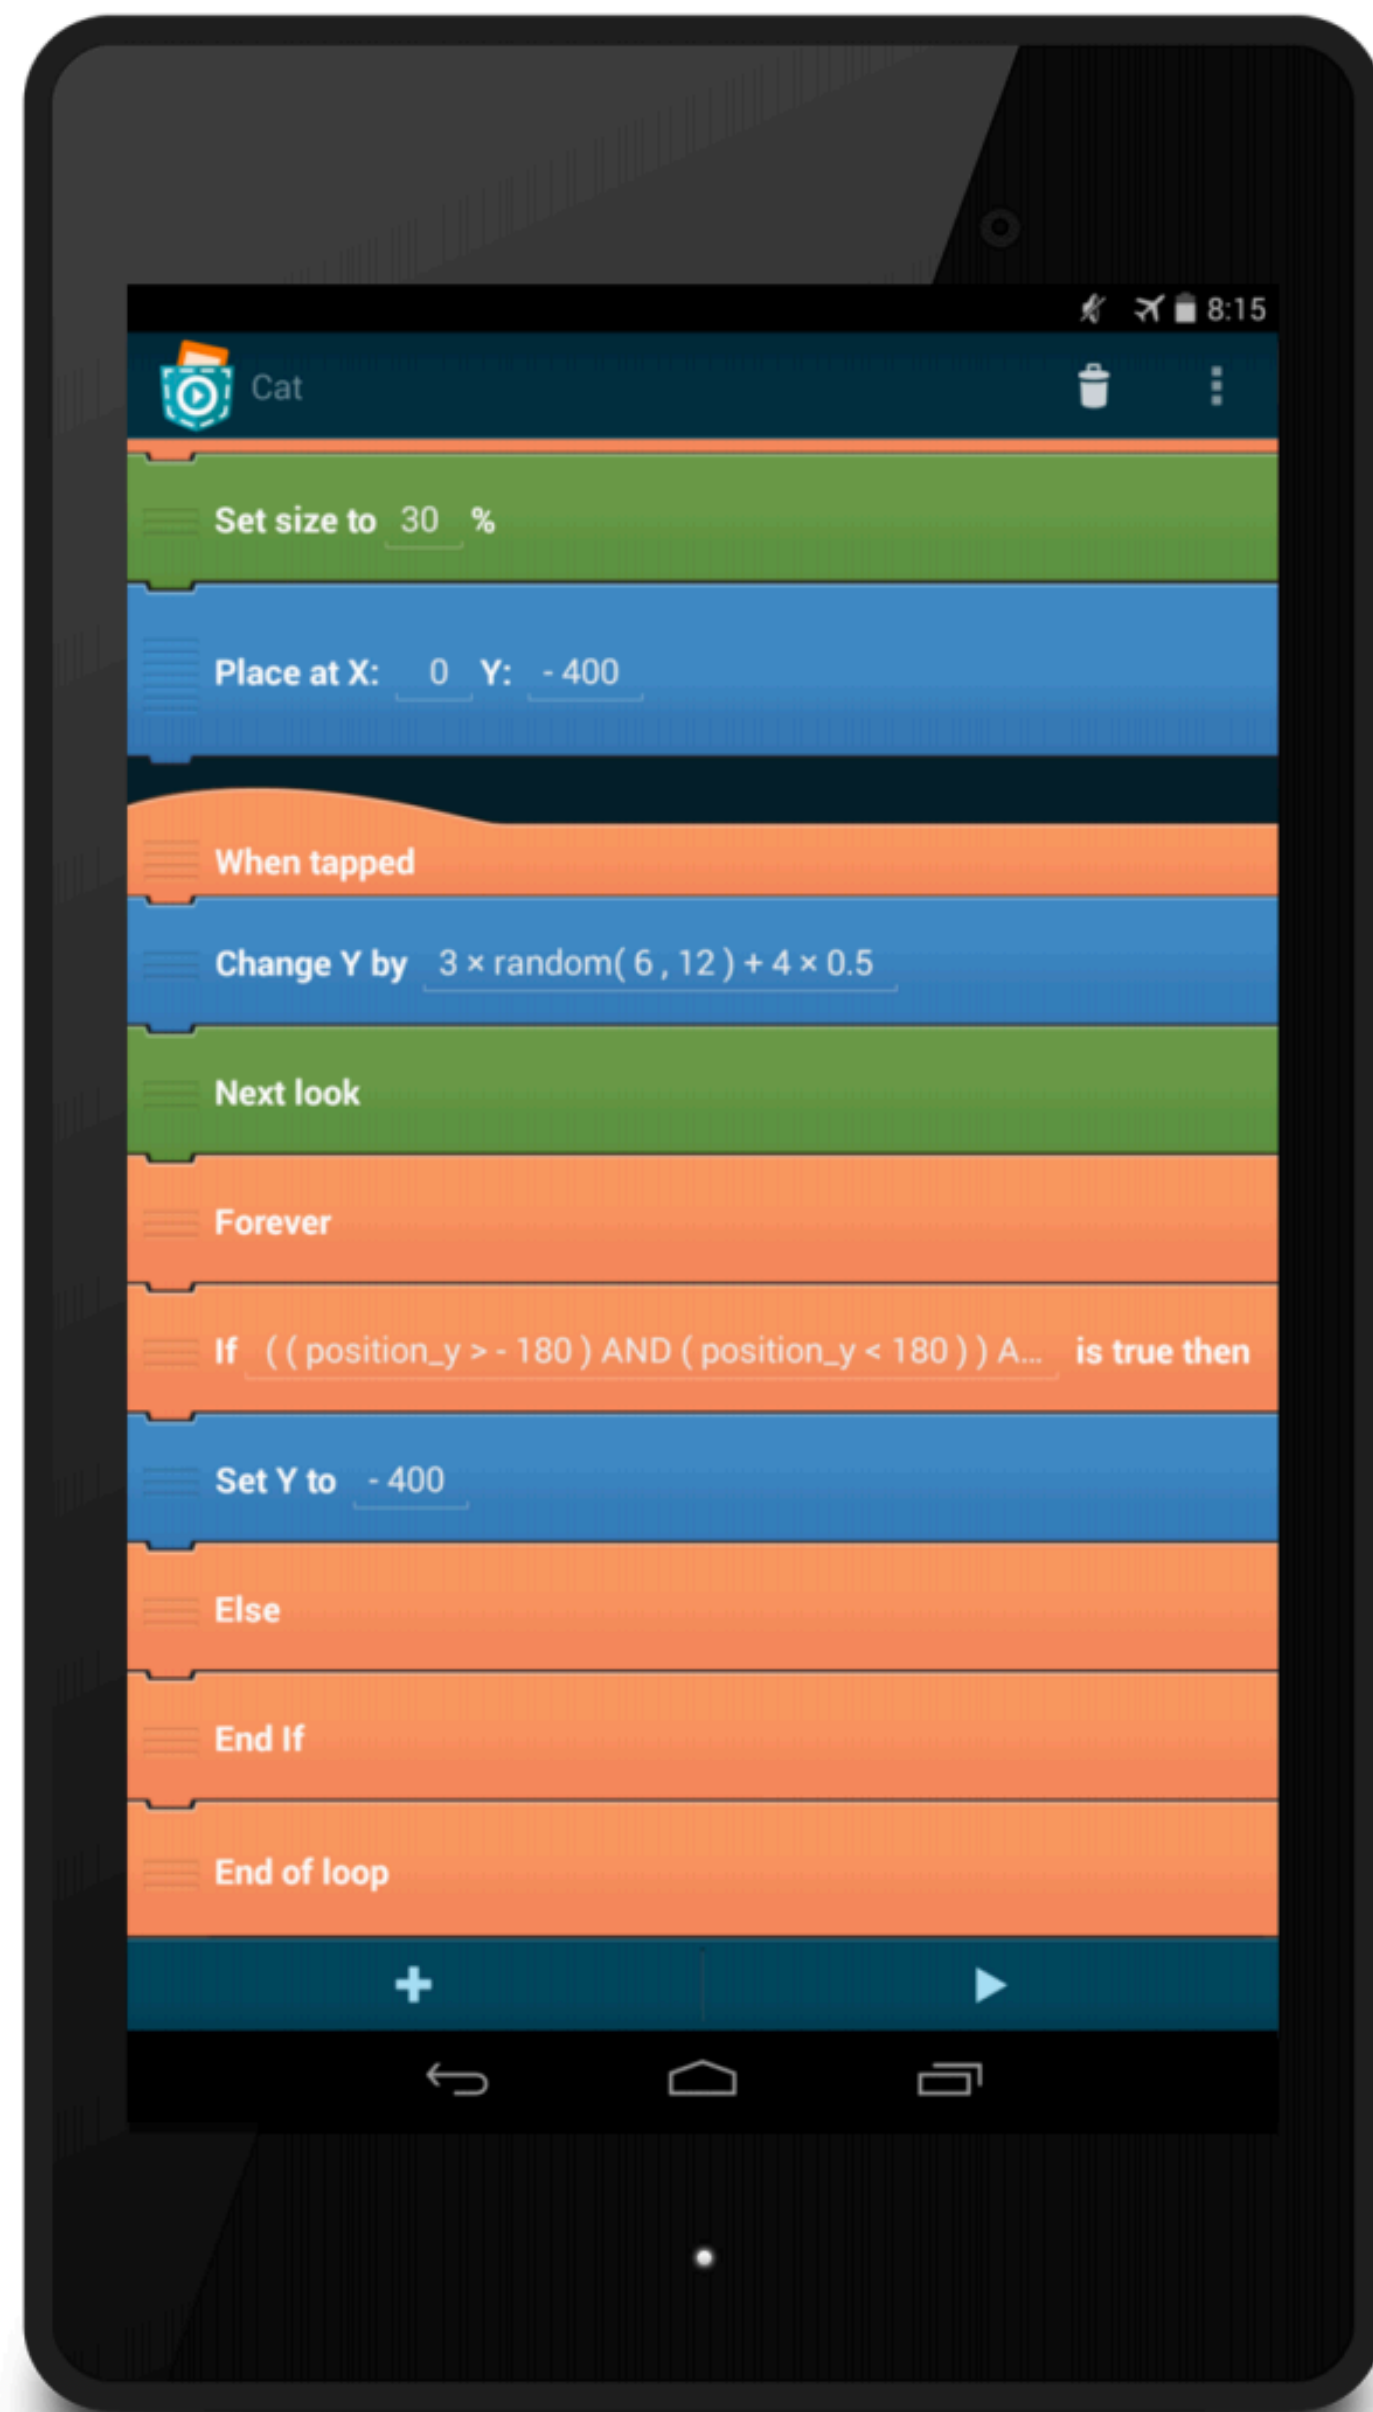 8:15
Cat
Set size to 30 %
Place at X: 0 Y: - 400
When tapped
Change Y by 3 × random( 6 , 12 ) + 4 × 0.5
Next look
Forever
If ( ( position_y > - 180 ) AND ( position_y < 180 ) ) A... is true then
Set Y to - 400
Else
End If
End of loop